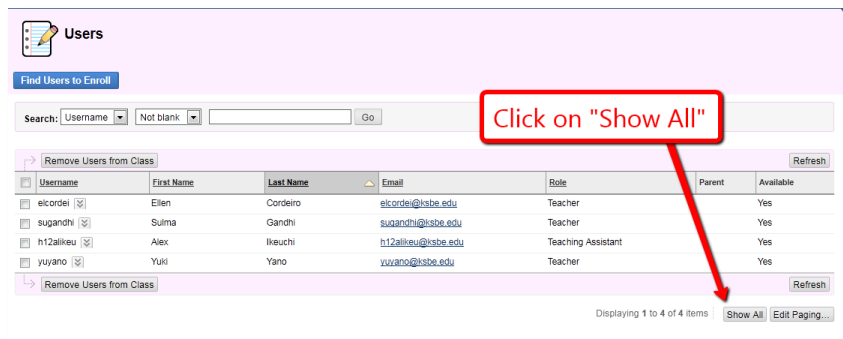 Users
Find Users to Enroll
Search: Username Not blank Go
Click on "Show All"
Remove Users from Class Refresh
Username First Name Last Name Email Role Parent Available
elcordei Ellen Cordeiro elcordei@ksbe.edu Teacher Yes
sugandhi Sulma Gandhi sugandhi@ksbe.edu Teacher Yes
h12alikeu Alex Ikeuchi h12alikeu@ksbe.edu Teaching Assistant Yes
yuyano Yuki Yano yuyano@ksbe.edu Teacher Yes
Remove Users from Class Refresh
Displaying 1 to 4 of 4 items Show All Edit Paging...